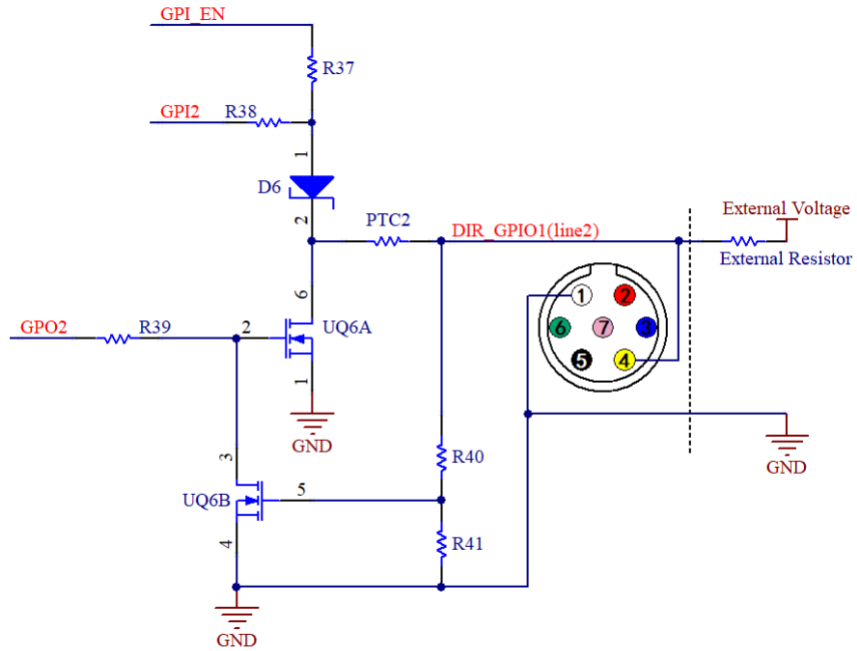 GPI_EN
R37
GPI2
R38
1
D6
2
PTC2
DIR_GPIO1(line2)
External Voltage
External Resistor
6
1
2
GPO2
R39
2
UQ6A
6
7
3
1
5
4
GND
GND
3
R40
UQ6B
5
4
R41
GND